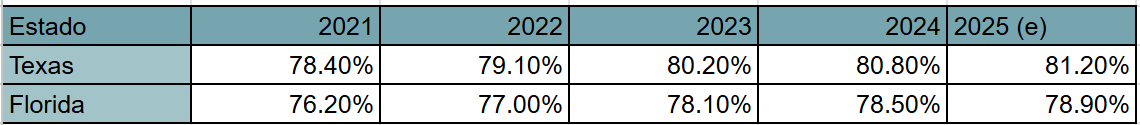 Estado 2021 2022 2023 2024 2025 (e)
Texas 78.40% 79.10% 80.20% 80.80% 81.20%
Florida 76.20% 77.00% 78.10% 78.50% 78.90%